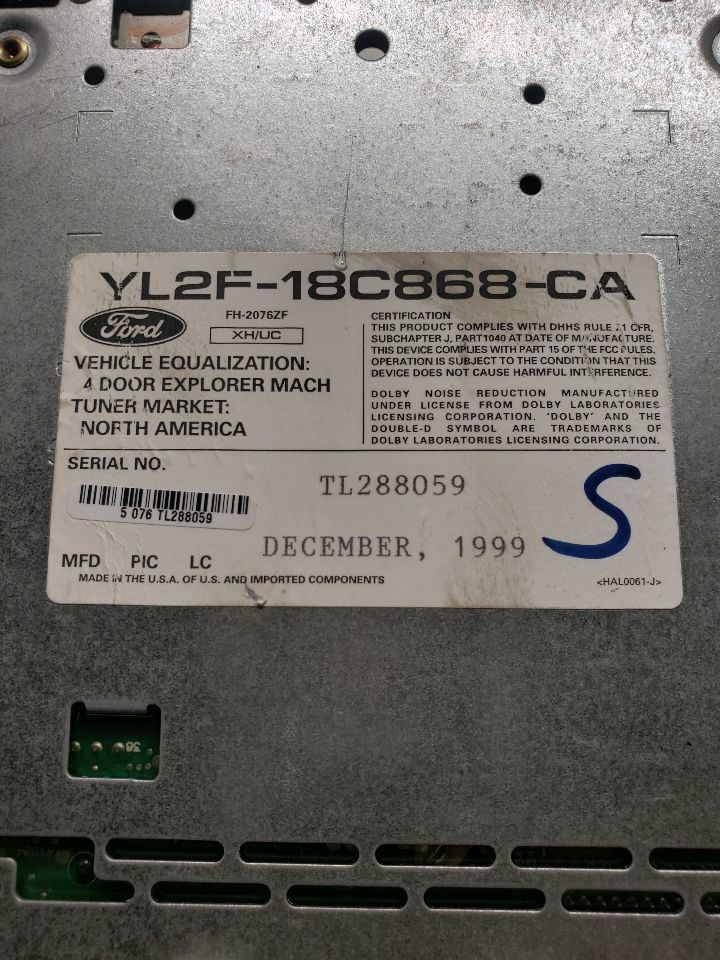 YL2F-18C868-CA
Ford
FH-2076ZF
XH/UC
VEHICLE EQUALIZATION:
4 DOOR EXPLORER MACH
TUNER MARKET:
NORTH AMERICA
CERTIFICATION
THIS PRODUCT COMPLIES WITH DHHS RULE 21 CFR,
SUBCHAPTER J, PART 1040 AT DATE OF MANUFACTURE.
THIS DEVICE COMPLIES WITH PART 15 OF THE FCC RULES.
OPERATION IS SUBJECT TO THE CONDITION THAT THIS
DEVICE DOES NOT CAUSE HARMFUL INTERFERENCE.
DOLBY NOISE REDUCTION MANUFACTURED
UNDER LICENSE FROM DOLBY LABORATORIES
LICENSING CORPORATION. 'DOLBY' AND THE
DOUBLE-D SYMBOL ARE TRADEMARKS OF
DOLBY LABORATORIES LICENSING CORPORATION.
SERIAL NO.
TL288059
5 076 TL288059
DECEMBER, 1999
S
MFD PIC LC
MADE IN THE U.S.A. OF U.S. AND IMPORTED COMPONENTS
<HAL0061-J>